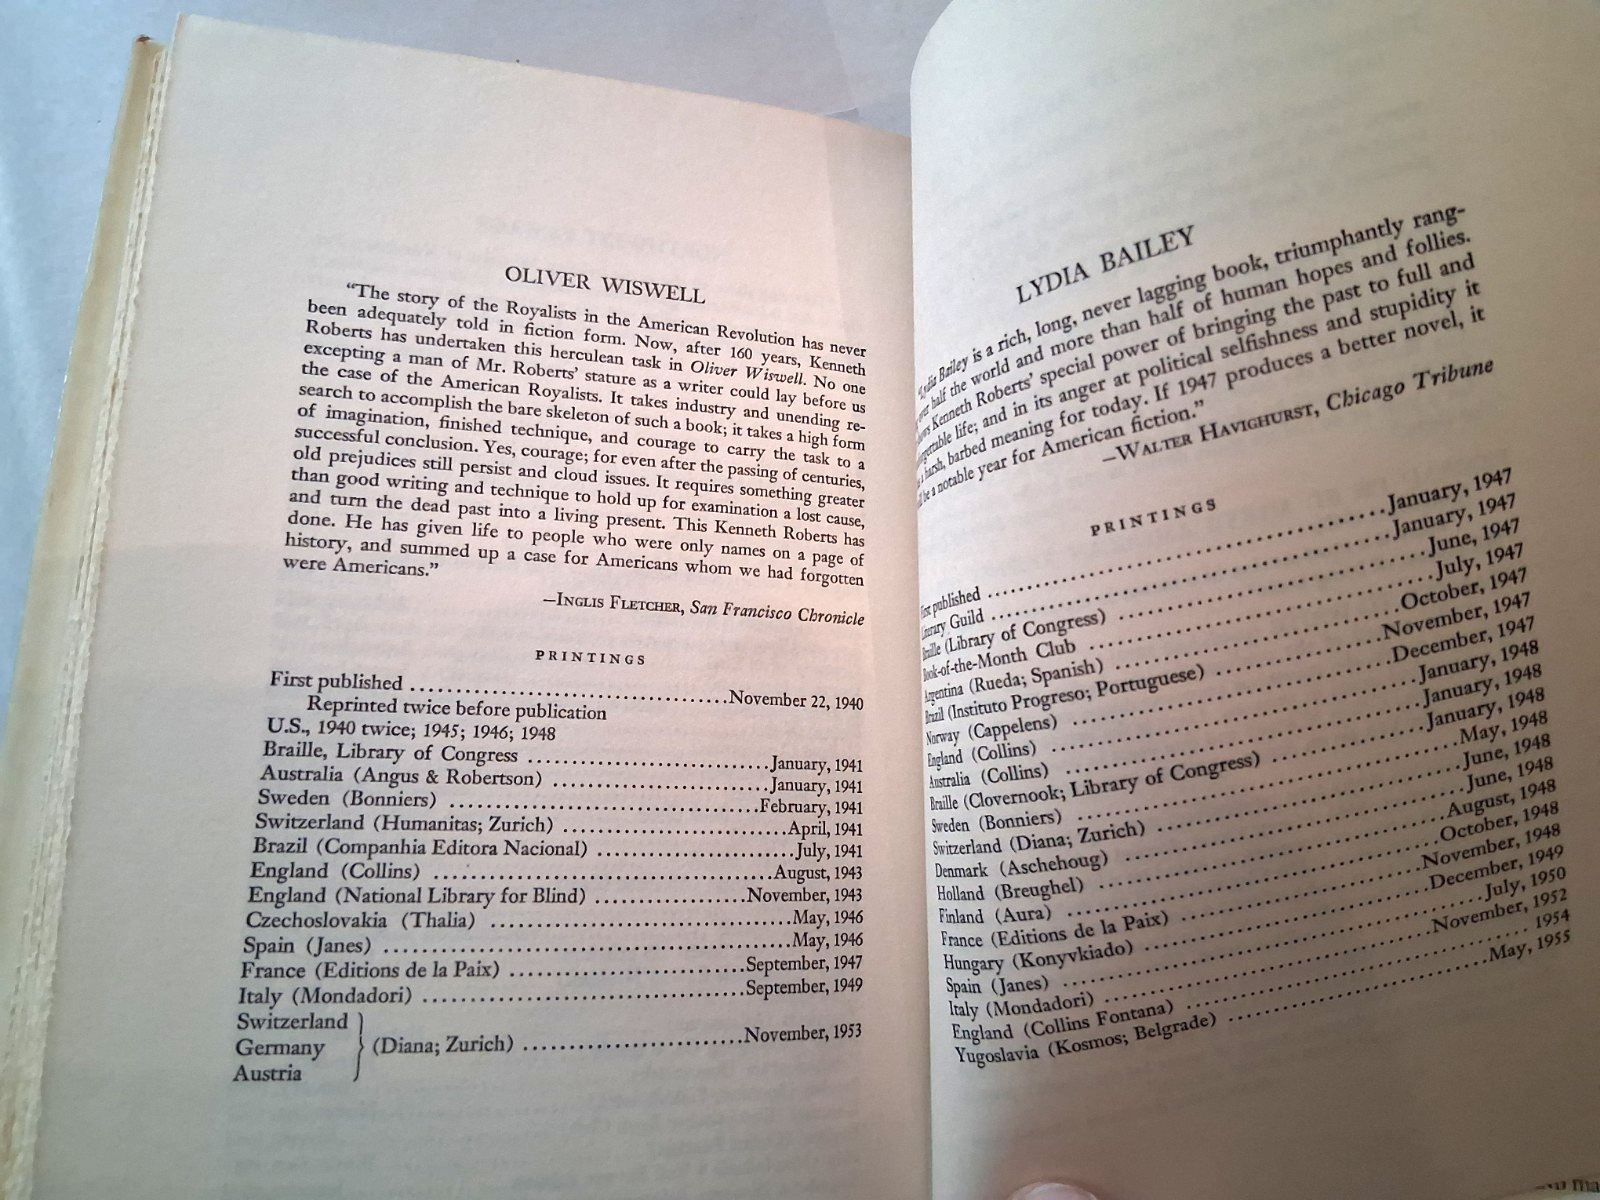 OLIVER WISWELL
“The story of the Royalists in the American Revolution has never
been adequately told in fiction form. Now, after 160 years, Kenneth
Roberts has undertaken this herculean task in Oliver Wiswell. No one
excepting a man of Mr. Roberts’ stature as a writer could lay before us
the case of the American Royalists. It takes industry and unending re-
search to accomplish the bare skeleton of such a book; it takes a high form
of imagination, finished technique, and courage to carry the task to a
successful conclusion. Yes, courage; for even after the passing of centuries,
old prejudices still persist and cloud issues. It requires something greater
than good writing and technique to hold up for examination a lost cause,
and turn the dead past into a living present. This Kenneth Roberts has
done. He has given life to people who were only names on a page of
history, and summed up a case for Americans whom we had forgotten
were Americans.”
—INGLIS FLETCHER, San Francisco Chronicle
PRINTINGS
First published ..................................November 22, 1940
Reprinted twice before publication
U.S., 1940 twice; 1945; 1946; 1948
Braille, Library of Congress ..........................January, 1941
Australia (Angus & Robertson) ........................January, 1941
Sweden (Bonniers) ..................................February, 1941
Switzerland (Humanitas; Zurich) ........................April, 1941
Brazil (Companhia Editora Nacional) .....................July, 1941
England (Collins) ....................................August, 1943
England (National Library for Blind) ................November, 1943
Czechoslovakia (Thalia) ................................May, 1946
Spain (Janes) ..........................................May, 1946
France (Editions de la Paix) .........................September, 1947
Italy (Mondadori) ..................................September, 1949
Switzerland
Germany (Diana; Zurich) ........................November, 1953
Austria
LYDIA BAILEY
Bailey is a rich, long, never lagging book, triumphantly rang-
half the world and more than half of human hopes and follies.
Kenneth Roberts’ special power of bringing the past to full and
life; and in its anger at political selfishness and stupidity it
harsh, barbed meaning for today. If 1947 produces a better novel, it
be a notable year for American fiction.”
—WALTER HAVIGHURST, Chicago Tribune
PRINTINGS
First published ..........................................January, 1947
Literary Guild ..........................................January, 1947
Braille (Library of Congress) ................................June, 1947
Book-of-the-Month Club ................................July, 1947
Argentina (Rueda; Spanish) ............................October, 1947
Brazil (Instituto Progreso; Portuguese) ..................November, 1947
Norway (Cappelens) ................................December, 1947
England (Collins) ....................................January, 1948
Australia (Collins) ..................................January, 1948
Braille (Clovernook; Library of Congress) ................January, 1948
Sweden (Bonniers) ....................................May, 1948
Switzerland (Diana; Zurich) ............................June, 1948
Denmark (Aschehoug) ................................June, 1948
Holland (Breughel) ..................................August, 1948
Finland (Aura) ......................................October, 1948
France (Editions de la Paix) ..........................November, 1948
Hungary (Konyvkiado) ..............................December, 1949
Spain (Janes) ........................................July, 1950
Italy (Mondadori) ..................................November, 1952
England (Collins Fontana) ................................1954
Yugoslavia (Kosmos; Belgrade) ..........................May, 1955